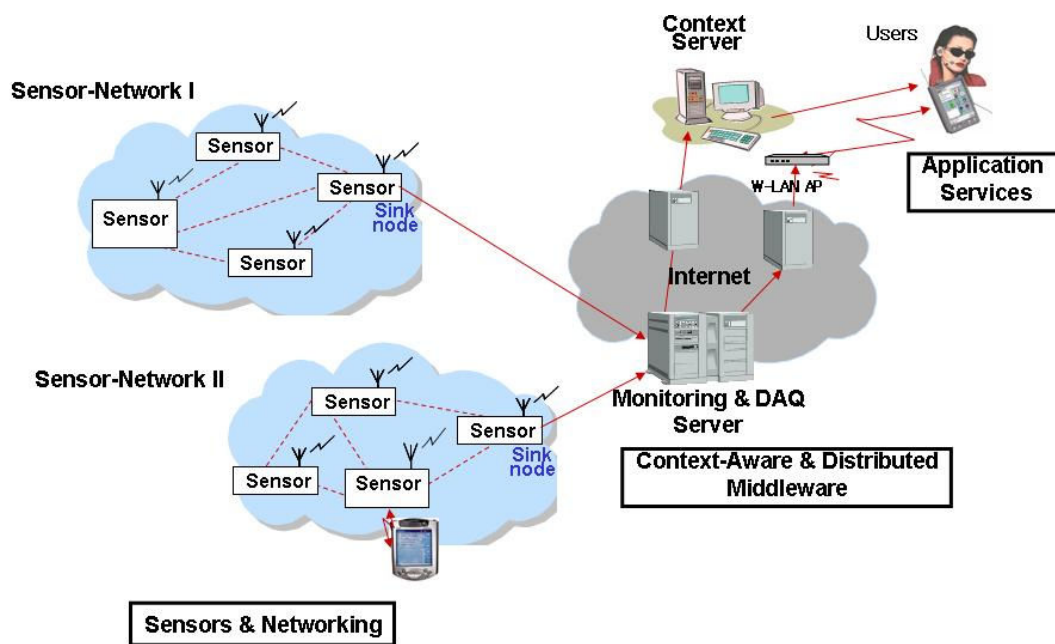 Context
Server
Users
Sensor-Network I
Sensor
Sensor
Sensor
Sink
node
Sensor
W-LAN AP
Application
Services
Internet
Sensor-Network II
Sensor
Sensor
Sink
node
Sensor
Sensor
Monitoring & DAQ
Server
Context-Aware & Distributed
Middleware
Sensors & Networking